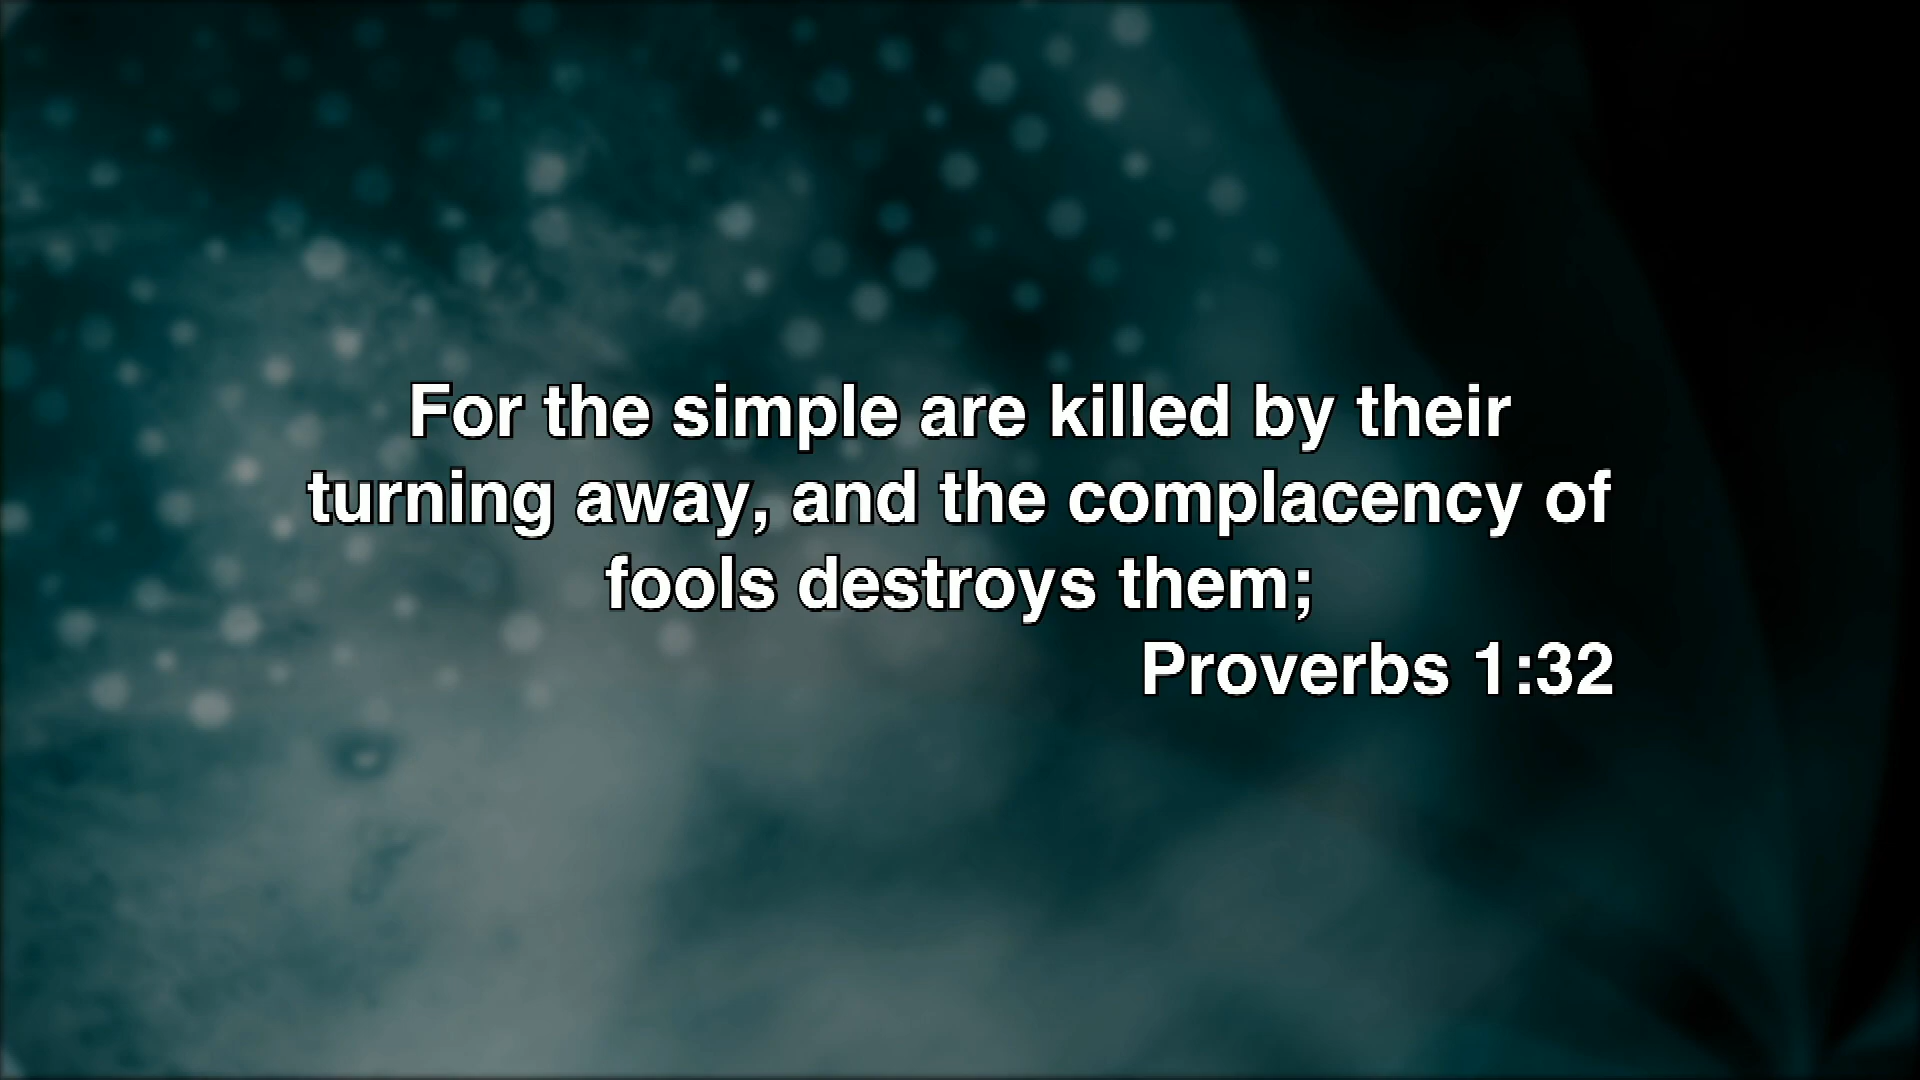 For the simple are killed by their
turning away, and the complacency of
fools destroys them;
Proverbs 1:32